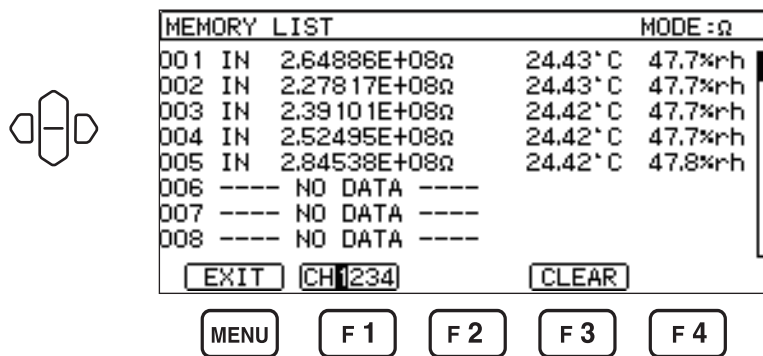 MEMORY LIST MODE:Ω
001 IN 2.64886E+08Ω 24.43°C 47.7%rh
002 IN 2.27817E+08Ω 24.43°C 47.7%rh
003 IN 2.39101E+08Ω 24.42°C 47.7%rh
004 IN 2.52495E+08Ω 24.42°C 47.7%rh
005 IN 2.84538E+08Ω 24.42°C 47.8%rh
006 ---- NO DATA ----
007 ---- NO DATA ----
008 ---- NO DATA ----
EXIT CH1234 CLEAR
MENU F1 F2 F3 F4